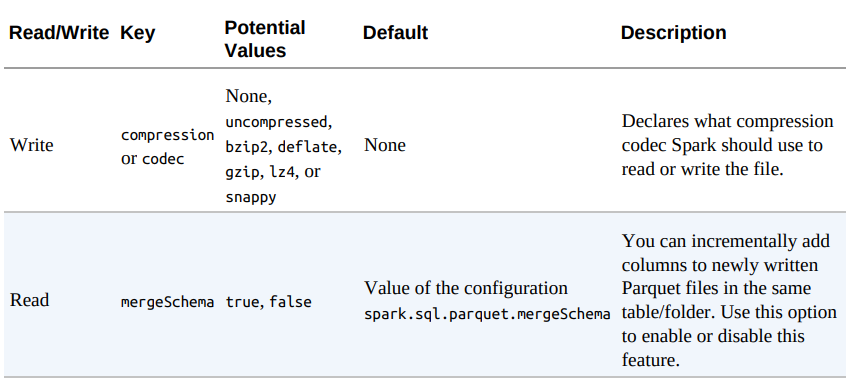 Read/Write Key Potential Values Default Description
Write
compression
or codec
None,
uncompressed,
bzip2, deflate,
gzip, lz4, or
snappy
None
Declares what compression
codec Spark should use to
read or write the file.
Read
mergeSchema
true, false
Value of the configuration
spark.sql.parquet.mergeSchema
You can incrementally add
columns to newly written
Parquet files in the same
table/folder. Use this option
to enable or disable this
feature.